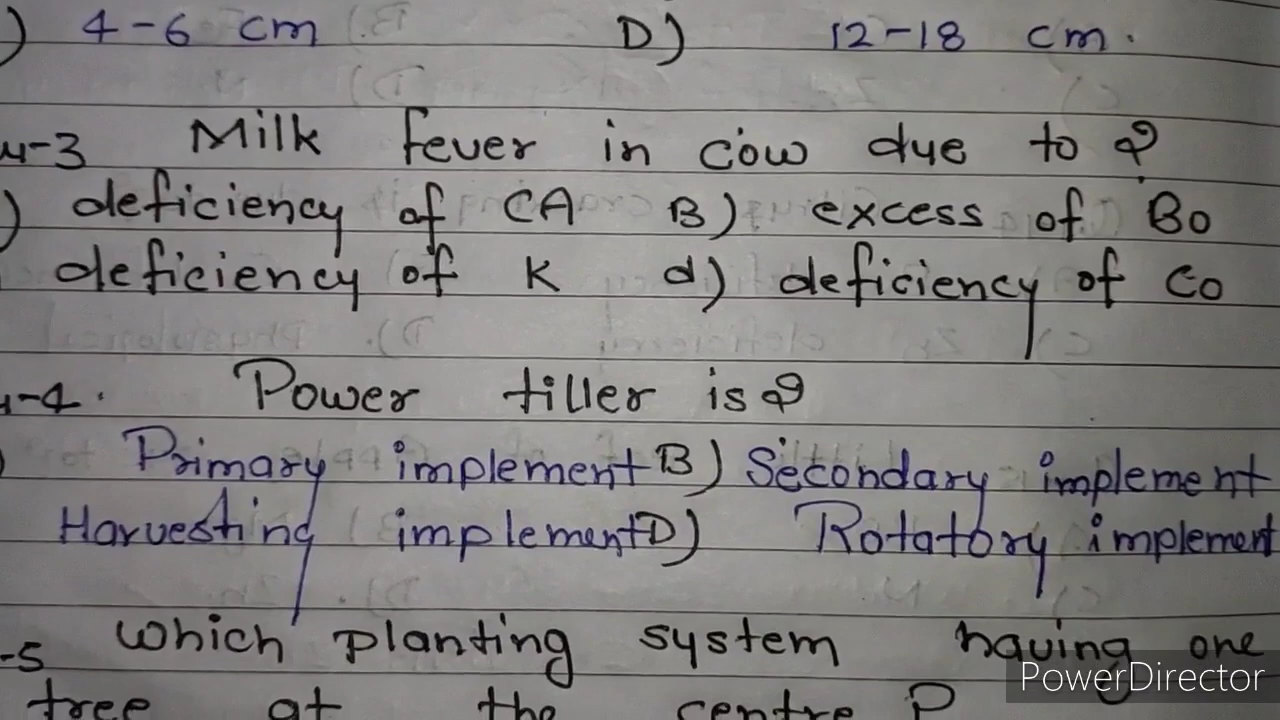 ) 4-6 cm D) 12-18 cm.
4-3 Milk fever in cow due to ?
) deficiency of CA B) excess of Bo
deficiency of K d) deficiency of Co
4-4. Power tiller is ?
) Primary implement B) Secondary implement
Harvesting implement D) Rotatory implement
-5 which planting system having one
tree at the centre ?
PowerDirector